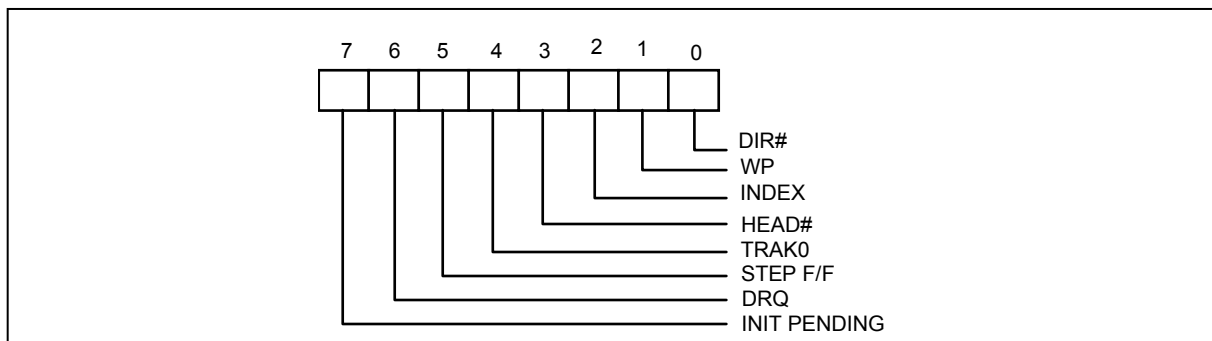 7 6 5 4 3 2 1 0
DIR#
WP
INDEX
HEAD#
TRAK0
STEP F/F
DRQ
INIT PENDING